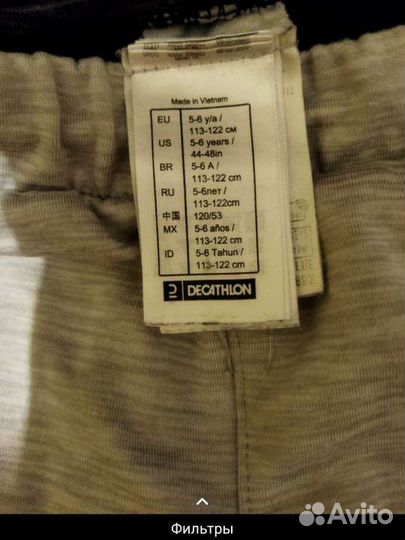 Made in Vietnam
EU 5-6 y/a /
113-122 см
US 5-6 years /
44-48in
BR 5-6 A /
113-122 cm
RU 5-6лет /
113-122cm
中国 120/53
MX 5-6 años /
113-122 cm
ID 5-6 Tahun /
113-122 cm
DECATHLON
Фильтры
Avito